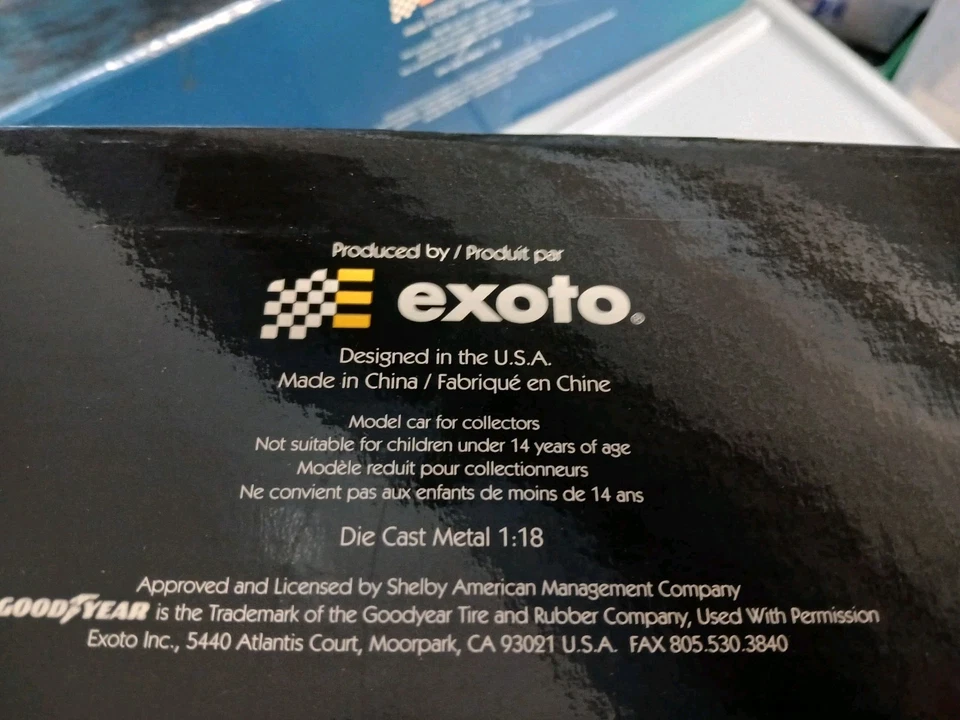 Produced by / Produit par
exoto®
Designed in the U.S.A.
Made in China / Fabriqué en Chine
Model car for collectors
Not suitable for children under 14 years of age
Modèle reduit pour collectionneurs
Ne convient pas aux enfants de moins de 14 ans
Die Cast Metal 1:18
Approved and Licensed by Shelby American Management Company
GOODYEAR is the Trademark of the Goodyear Tire and Rubber Company, Used With Permission
Exoto Inc., 5440 Atlantis Court, Moorpark, CA 93021 U.S.A. FAX 805.530.3840